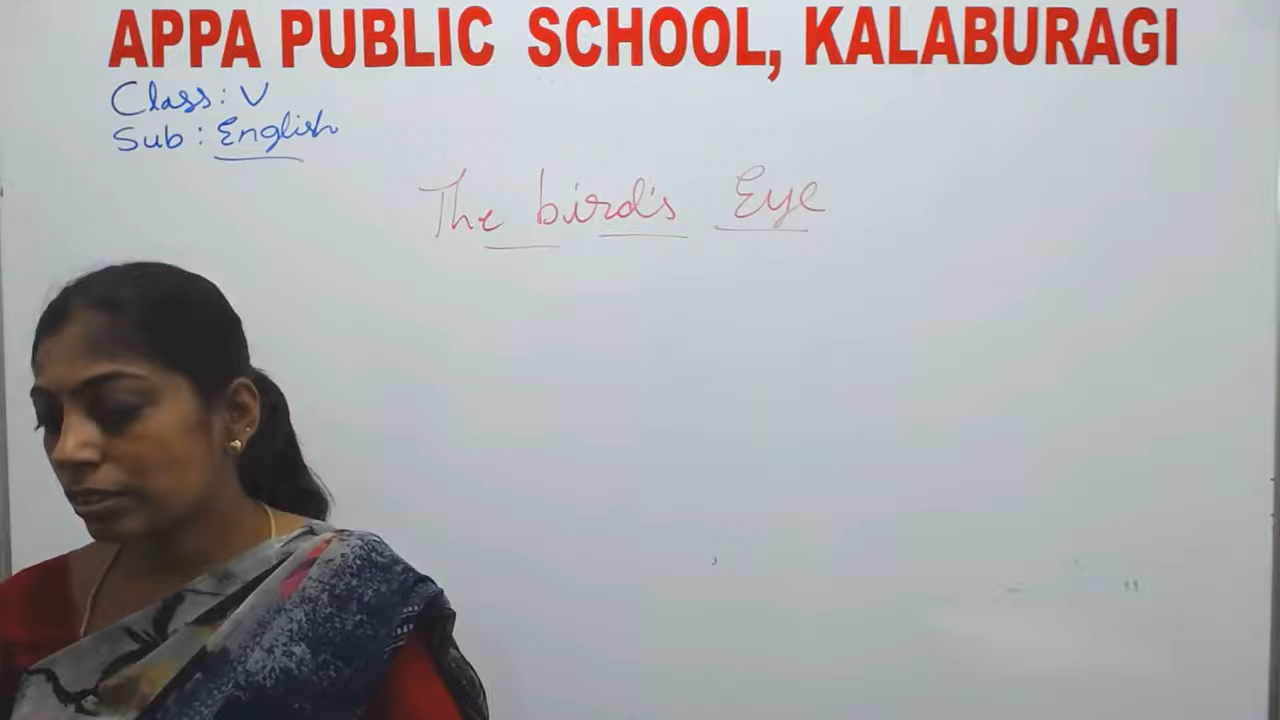 APPA PUBLIC SCHOOL, KALABURAGI
Class: V
Sub: English
The bird's Eye